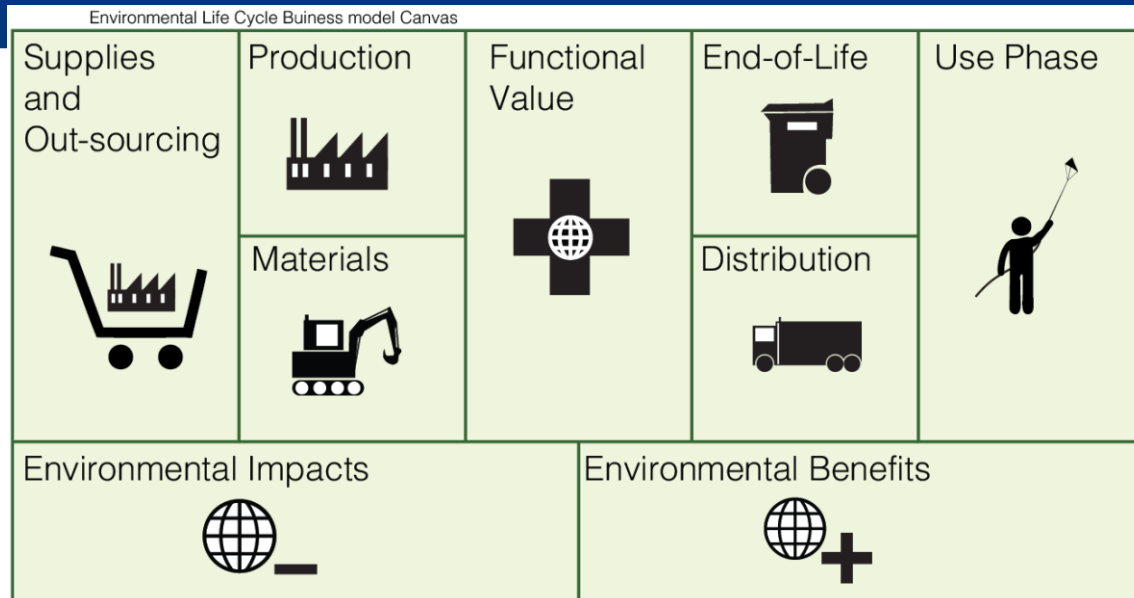 Environmental Life Cycle Buiness model Canvas
Supplies
and
Out-sourcing
Production
Materials
Functional
Value
End-of-Life
Distribution
Use Phase
Environmental Impacts
Environmental Benefits